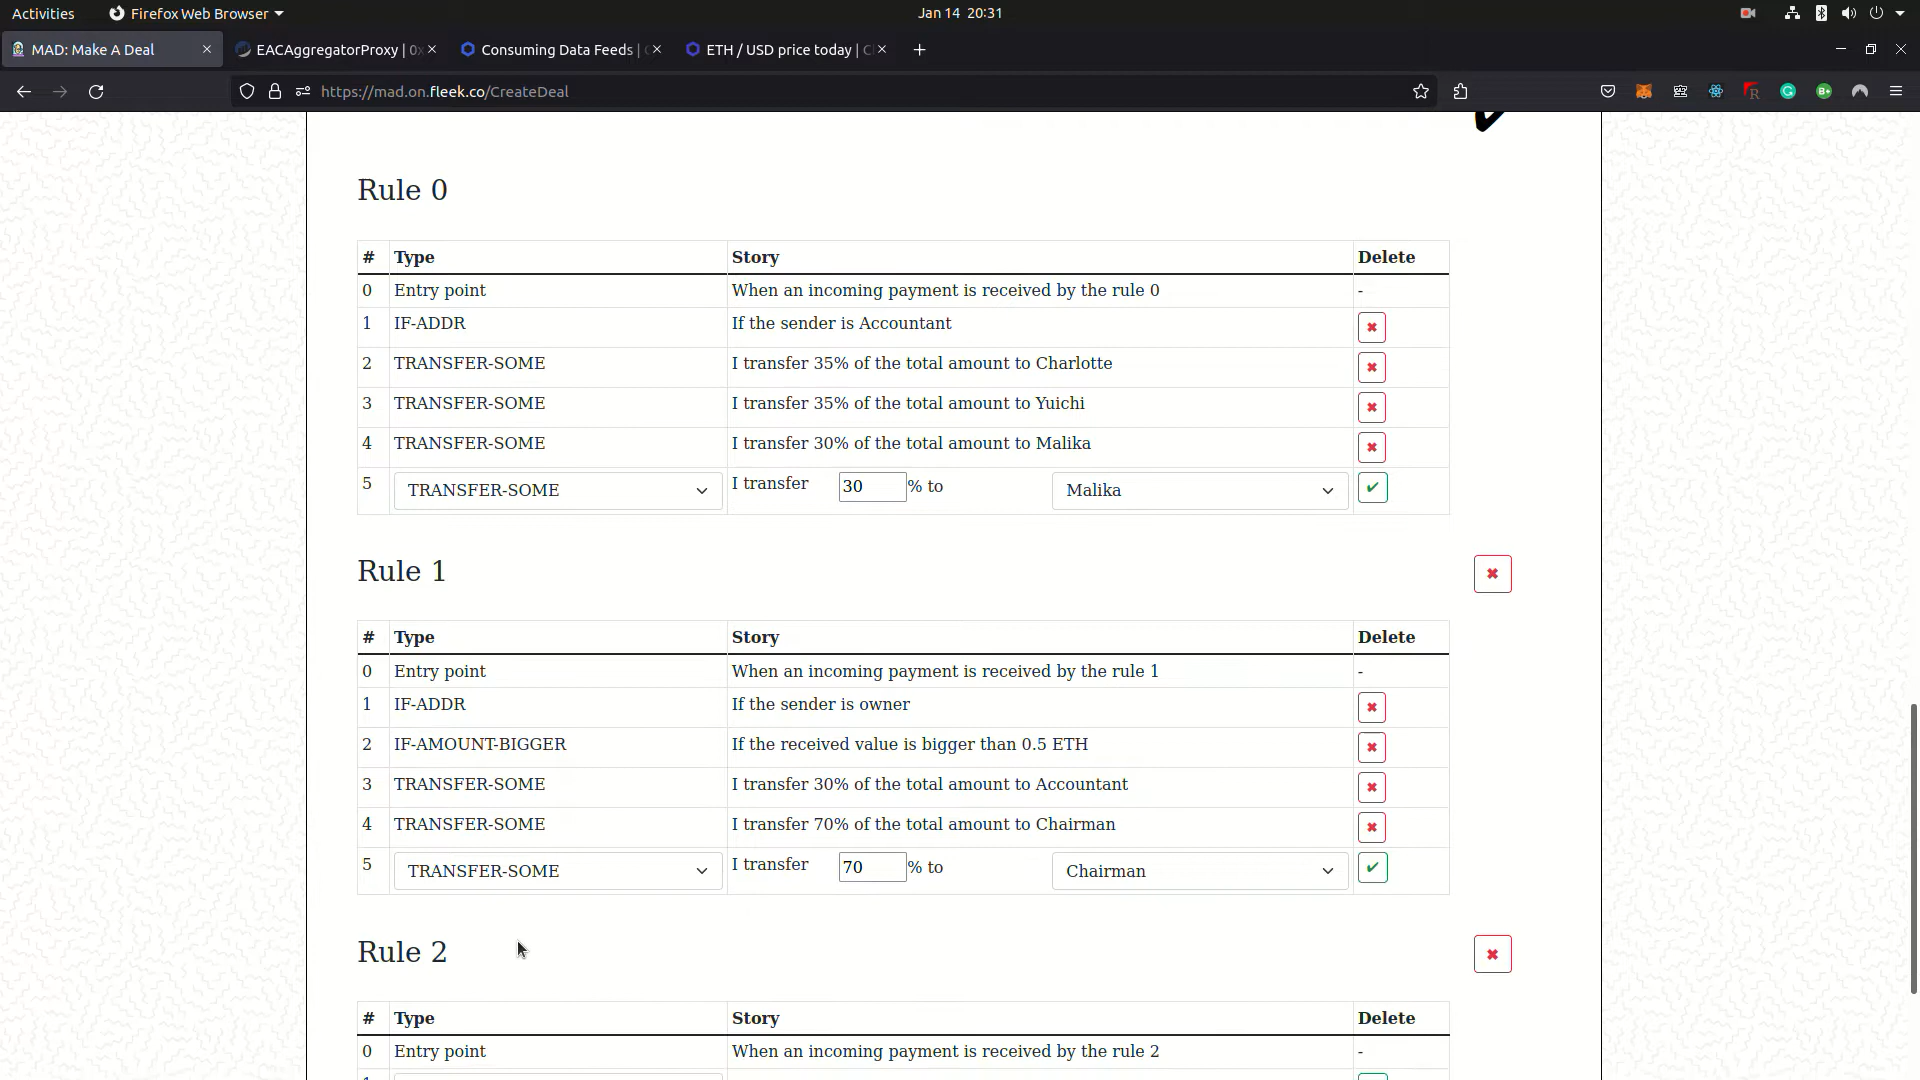 Activities Firefox Web Browser Jan 14 20:31
MAD: Make A Deal EACAggregatorProxy | 0x Consuming Data Feeds | ETH / USD price today |
https://mad.on.fleek.co/CreateDeal
Rule 0
# Type Story Delete
0 Entry point When an incoming payment is received by the rule 0 -
1 IF-ADDR If the sender is Accountant
2 TRANSFER-SOME I transfer 35% of the total amount to Charlotte
3 TRANSFER-SOME I transfer 35% of the total amount to Yuichi
4 TRANSFER-SOME I transfer 30% of the total amount to Malika
5 TRANSFER-SOME I transfer 30 % to Malika
Rule 1
# Type Story Delete
0 Entry point When an incoming payment is received by the rule 1 -
1 IF-ADDR If the sender is owner
2 IF-AMOUNT-BIGGER If the received value is bigger than 0.5 ETH
3 TRANSFER-SOME I transfer 30% of the total amount to Accountant
4 TRANSFER-SOME I transfer 70% of the total amount to Chairman
5 TRANSFER-SOME I transfer 70 % to Chairman
Rule 2
# Type Story Delete
0 Entry point When an incoming payment is received by the rule 2 -